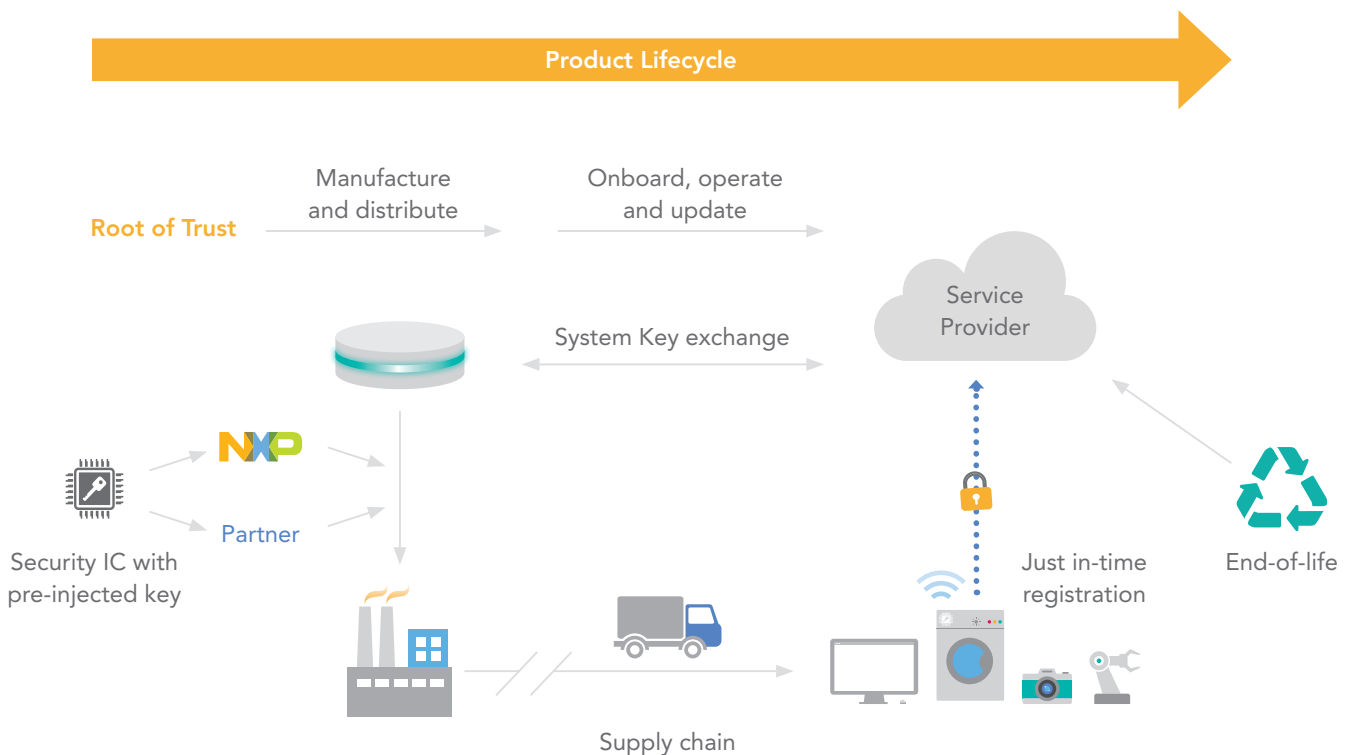 Product Lifecycle
Manufacture
and distribute
Onboard, operate
and update
Root of Trust
Service
Provider
System Key exchange
NXP
Partner
Security IC with
pre-injected key
Just in-time
registration
End-of-life
Supply chain